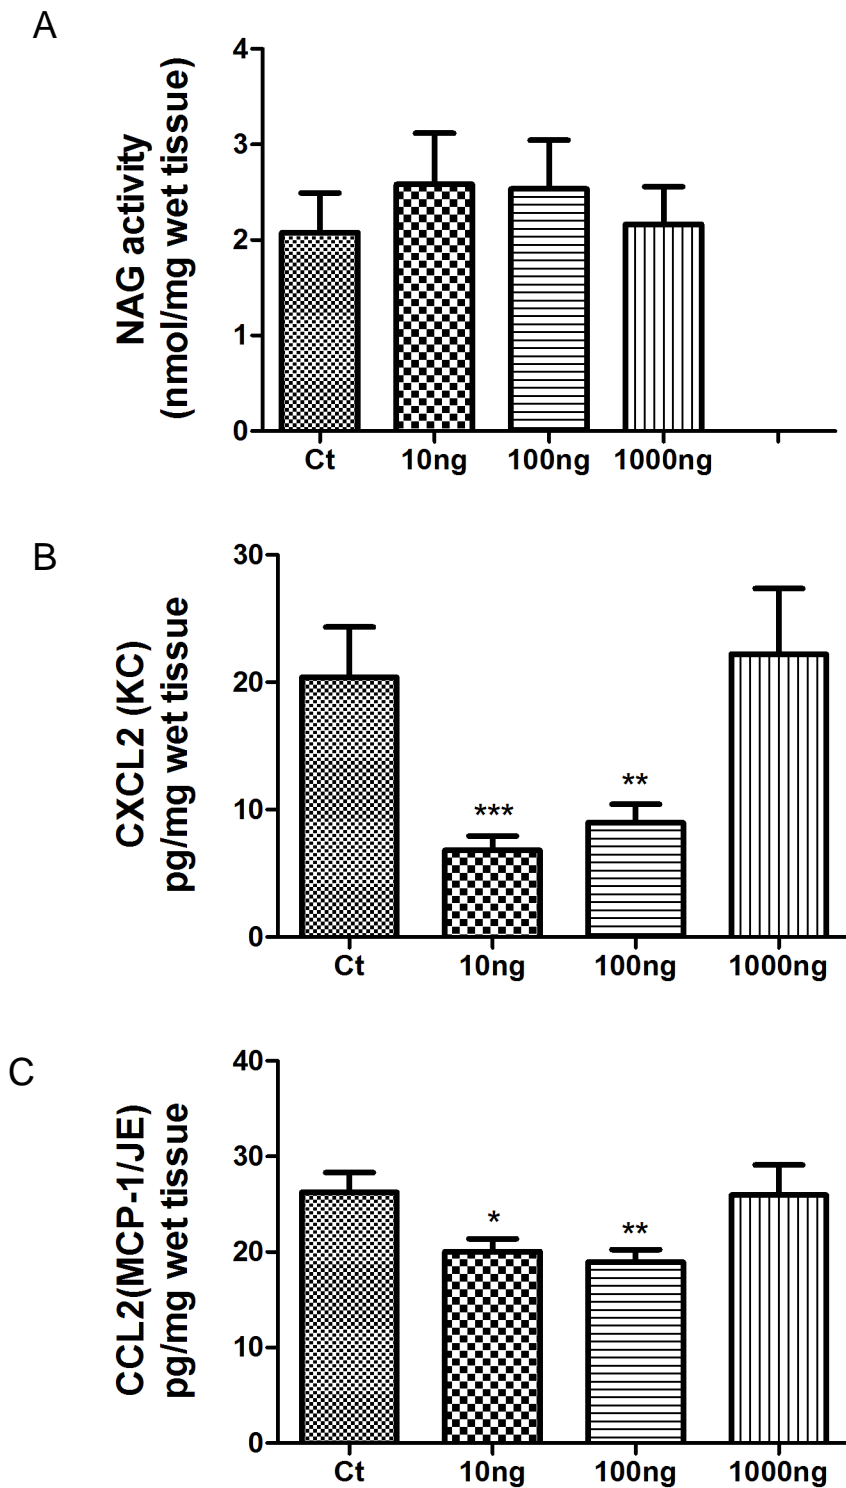 A
NAG activity
(nmol/mg wet tissue)
4
3
2
1
0
Ct 10ng 100ng 1000ng
B
CXCL2 (KC)
pg/mg wet tissue
30
20
10
0
***
**
Ct 10ng 100ng 1000ng
C
CCL2(MCP-1/JE)
pg/mg wet tissue
40
30
20
10
0
*
**
Ct 10ng 100ng 1000ng